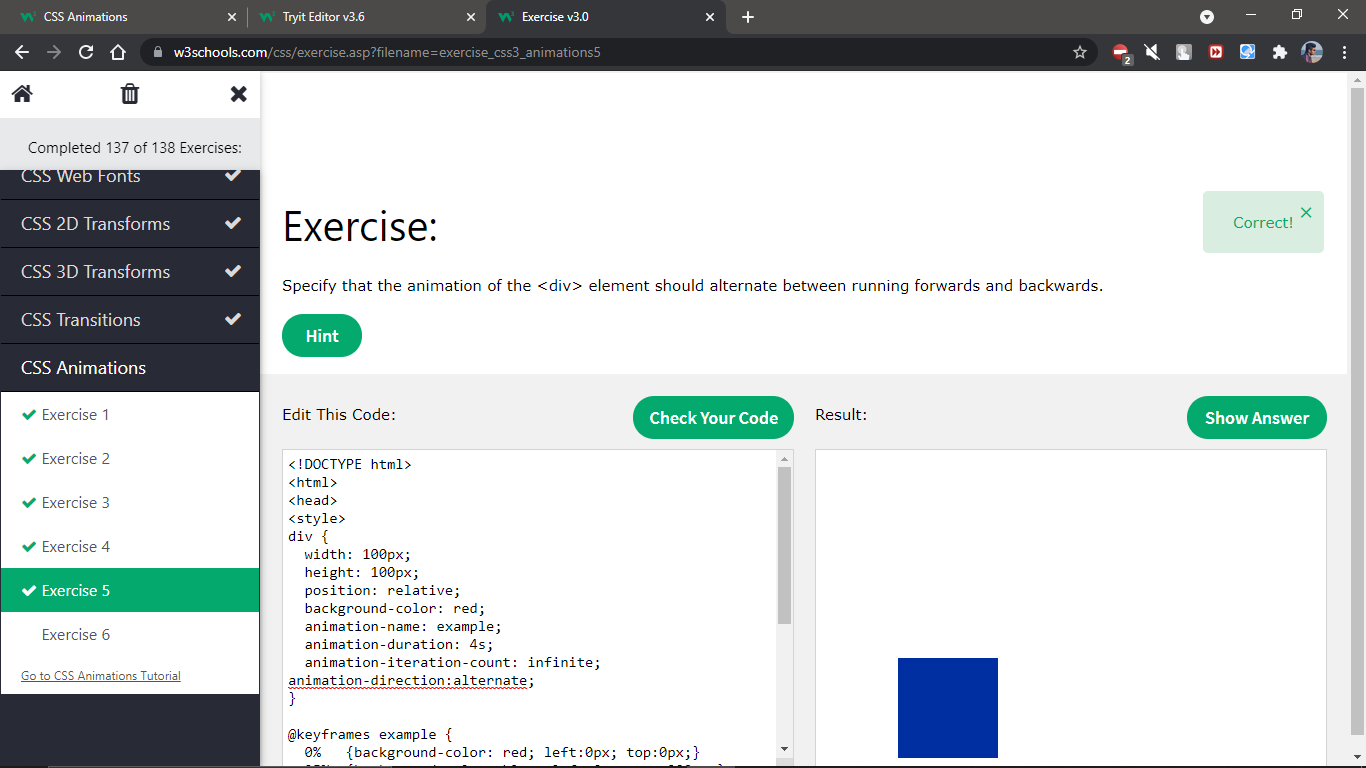 CSS Animations
Tryit Editor v3.6
Exercise v3.0
w3schools.com/css/exercise.asp?filename=exercise_css3_animations5
2
Completed 137 of 138 Exercises:
CSS Web Fonts
CSS 2D Transforms
CSS 3D Transforms
CSS Transitions
CSS Animations
Exercise 1
Exercise 2
Exercise 3
Exercise 4
Exercise 5
Exercise 6
Go to CSS Animations Tutorial
Exercise:
Correct!
Specify that the animation of the <div> element should alternate between running forwards and backwards.
Hint
Edit This Code:
Check Your Code
Result:
Show Answer
<!DOCTYPE html>
<html>
<head>
<style>
div {
  width: 100px;
  height: 100px;
  position: relative;
  background-color: red;
  animation-name: example;
  animation-duration: 4s;
  animation-iteration-count: infinite;
animation-direction:alternate;
}

@keyframes example {
  0%   {background-color: red; left:0px; top:0px;}